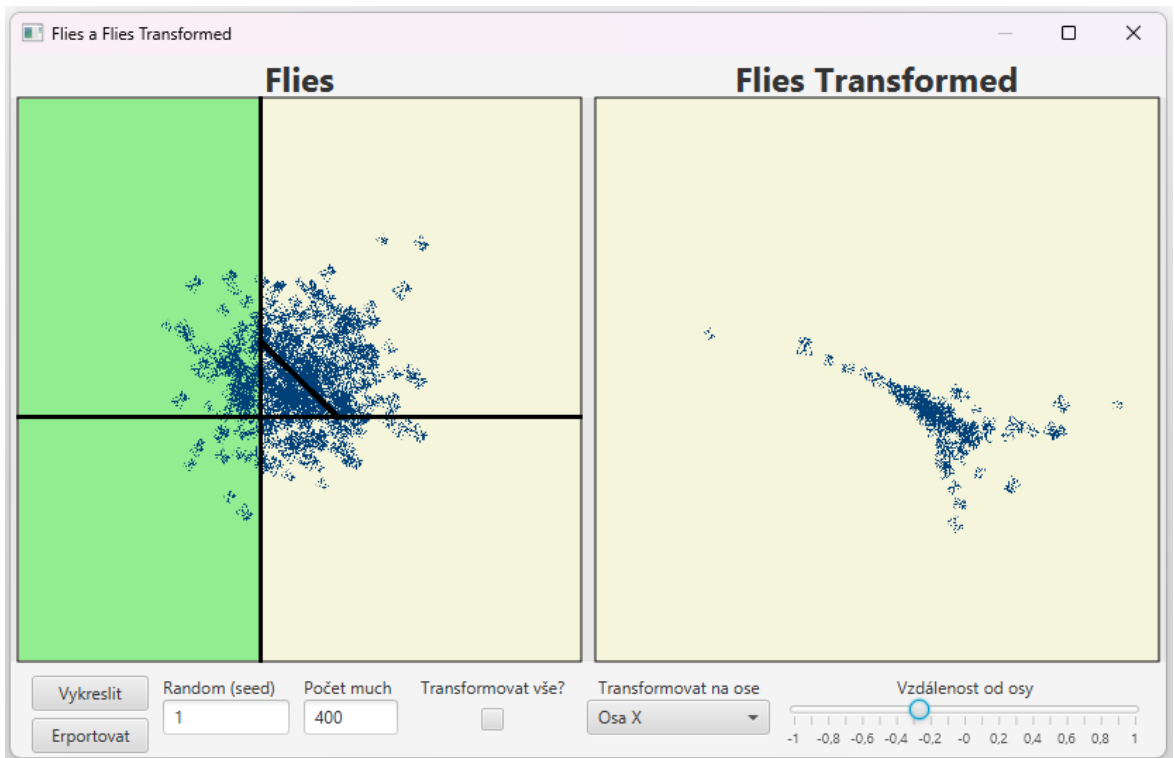 Flies a Flies Transformed
Flies
Flies Transformed
Vykreslit
Erportovat
Random (seed)
1
Počet much
400
Transformovat vše?
Transformovat na ose
Osa X
Vzdálenost od osy
-1 -0,8 -0,6 -0,4 -0,2 -0 0,2 0,4 0,6 0,8 1